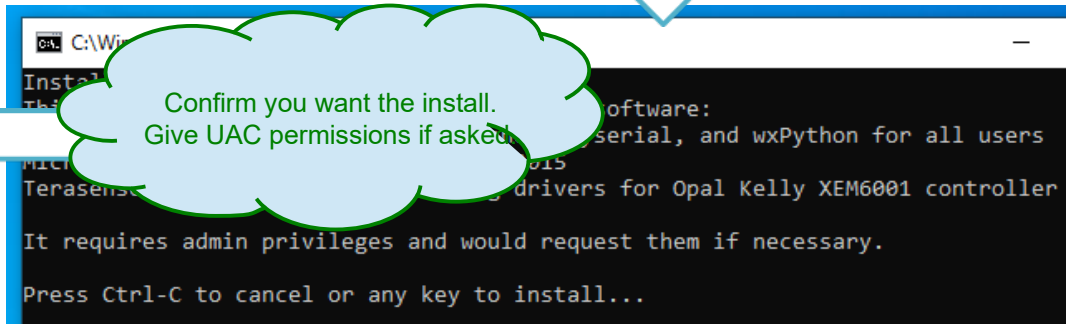 C:\Wi
Confirm you want the install.
Give UAC permissions if asked.
Instal
oftware:
yserial, and wxPython for all users
015
Terasens drivers for Opal Kelly XEM6001 controller
It requires admin privileges and would request them if necessary.
Press Ctrl-C to cancel or any key to install...